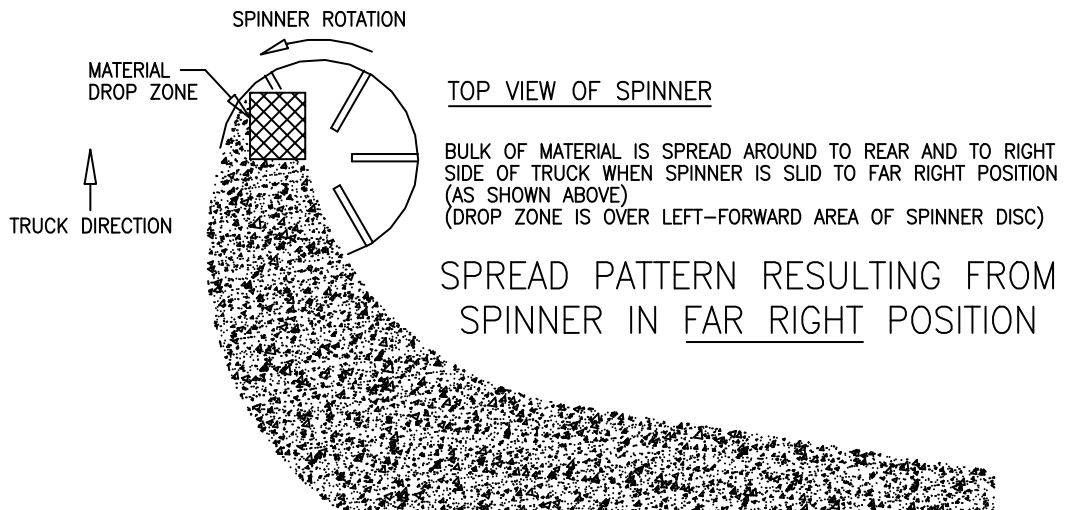 SPINNER ROTATION
MATERIAL
DROP ZONE
TOP VIEW OF SPINNER
BULK OF MATERIAL IS SPREAD AROUND TO REAR AND TO RIGHT
SIDE OF TRUCK WHEN SPINNER IS SLID TO FAR RIGHT POSITION
(AS SHOWN ABOVE)
(DROP ZONE IS OVER LEFT-FORWARD AREA OF SPINNER DISC)
TRUCK DIRECTION
SPREAD PATTERN RESULTING FROM
SPINNER IN FAR RIGHT POSITION